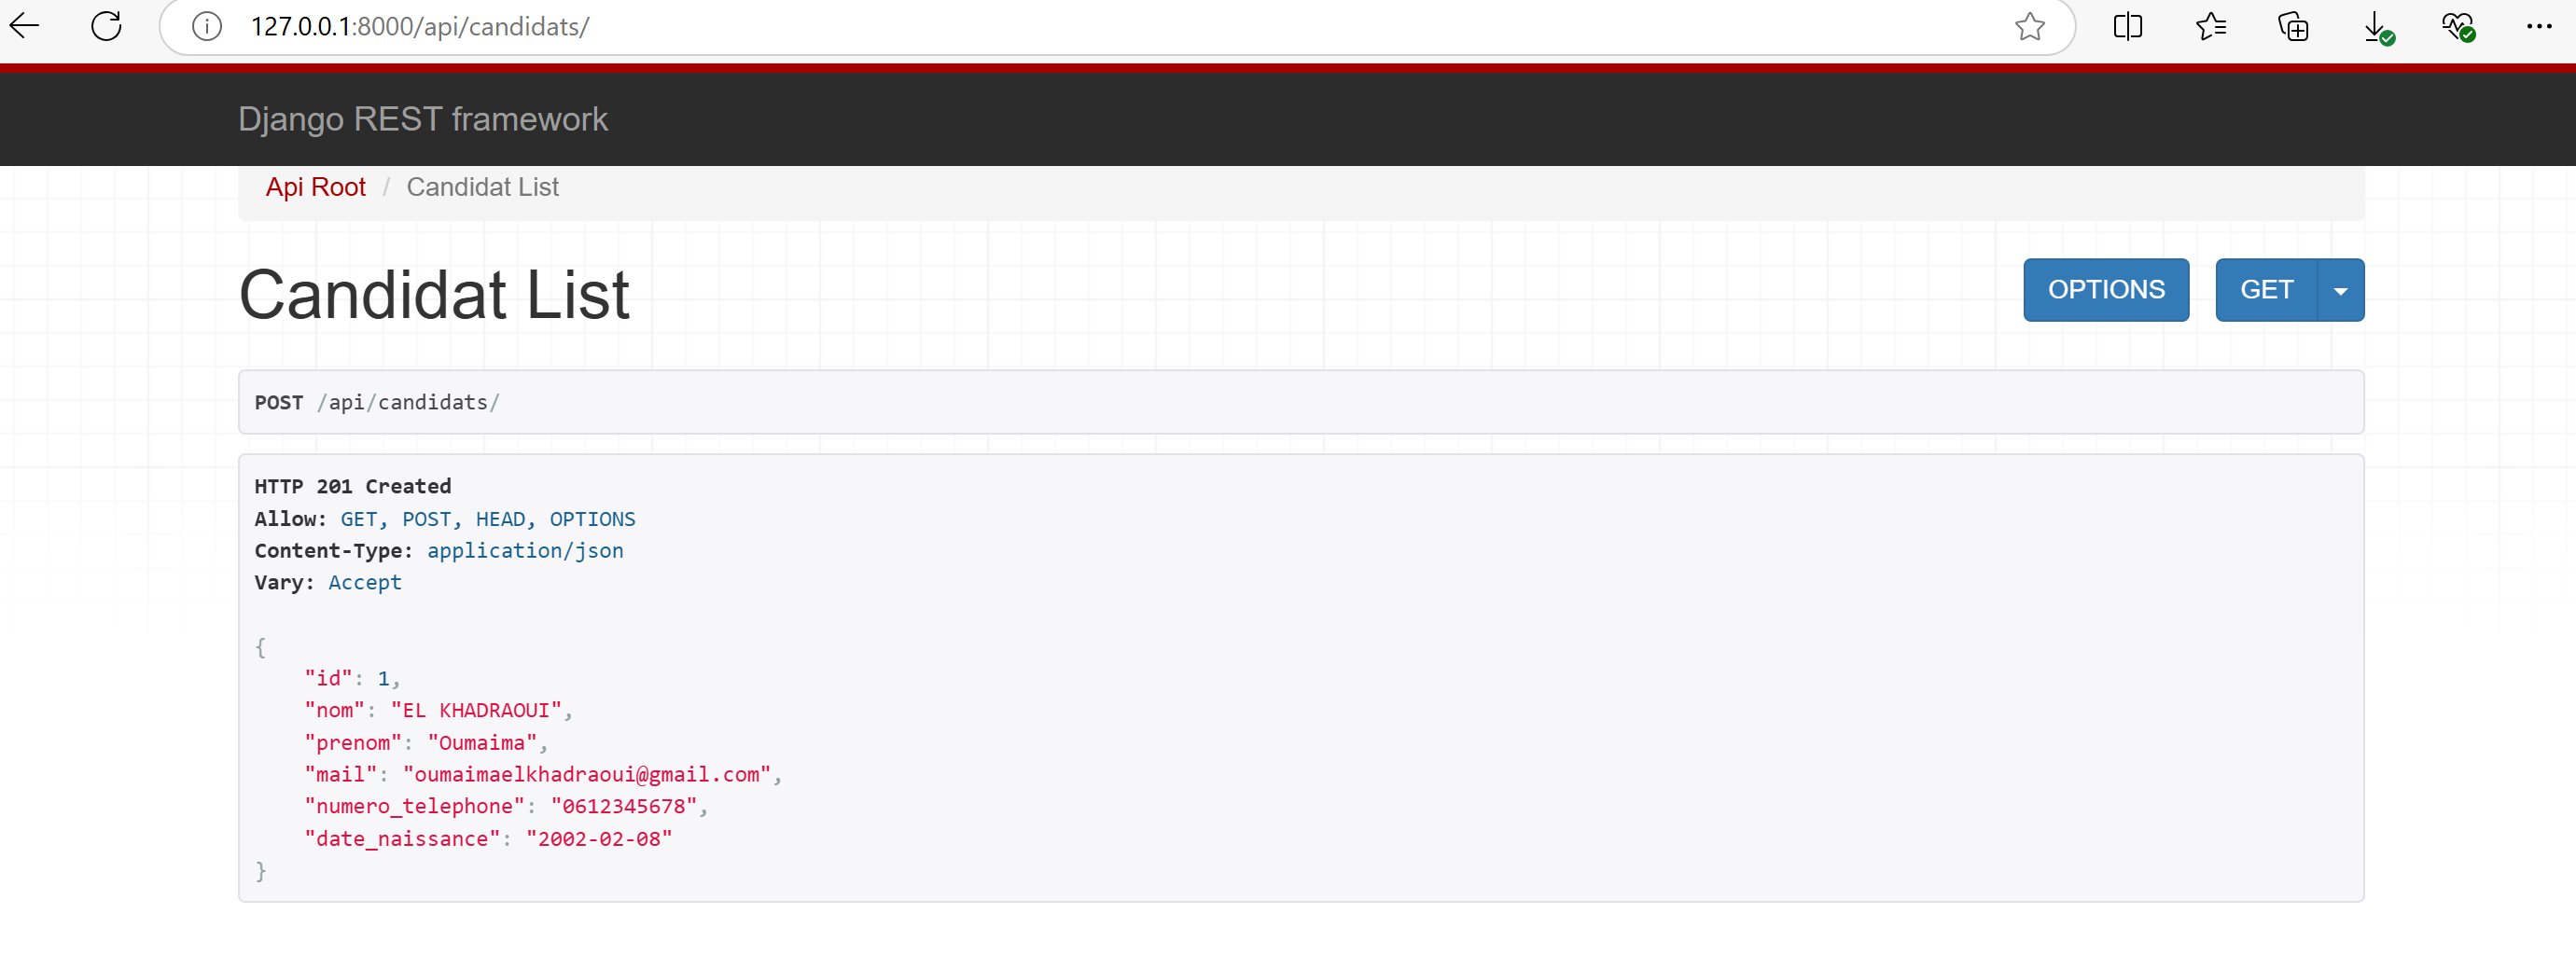 127.0.0.1:8000/api/candidats/
Django REST framework
Api Root / Candidat List
Candidat List
OPTIONS GET
POST /api/candidats/
HTTP 201 Created
Allow: GET, POST, HEAD, OPTIONS
Content-Type: application/json
Vary: Accept
{
    "id": 1,
    "nom": "EL KHADRAOUI",
    "prenom": "Oumaima",
    "mail": "oumaimaelkhadraoui@gmail.com",
    "numero_telephone": "0612345678",
    "date_naissance": "2002-02-08"
}